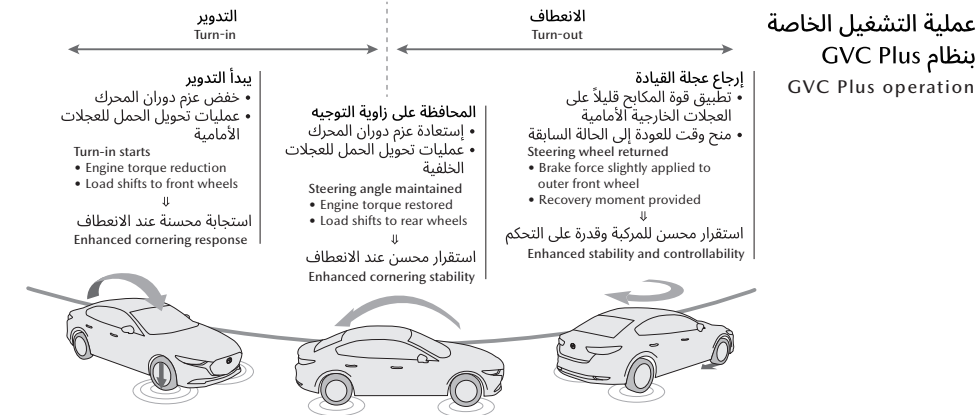 عملية التشغيل الخاصة
بنظام GVC Plus
GVC Plus operation
التدوير
Turn-in
الانعطاف
Turn-out
يبدأ التدوير
• خفض عزم دوران المحرك
• عمليات تحويل الحمل للعجلات
الأمامية
Turn-in starts
• Engine torque reduction
• Load shifts to front wheels
⇓
استجابة محسنة عند الانعطاف
Enhanced cornering response
المحافظة على زاوية التوجيه
• إستعادة عزم دوران المحرك
• عمليات تحويل الحمل للعجلات
الخلفية
Steering angle maintained
• Engine torque restored
• Load shifts to rear wheels
⇓
استقرار محسن عند الانعطاف
Enhanced cornering stability
إرجاع عجلة القيادة
• تطبيق قوة المكابح قليلاً على
العجلات الخارجية الأمامية
• منح وقت للعودة إلى الحالة السابقة
Steering wheel returned
• Brake force slightly applied to
outer front wheel
• Recovery moment provided
⇓
استقرار محسن للمركبة وقدرة على التحكم
Enhanced stability and controllability